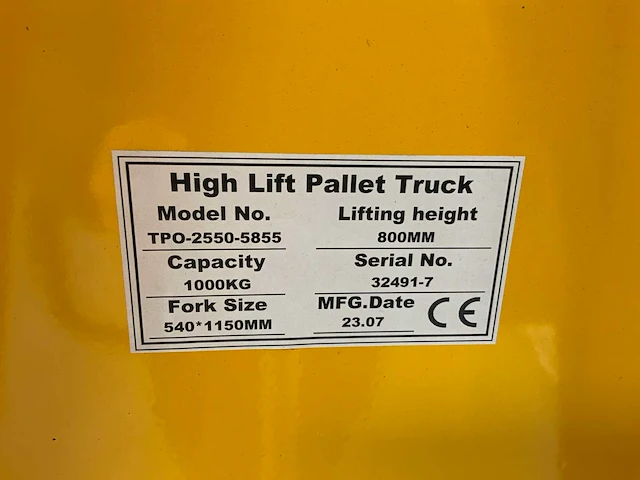 High Lift Pallet Truck
Model No. Lifting height
TPO-2550-5855 800MM
Capacity Serial No.
1000KG 32491-7
Fork Size MFG.Date CE
540*1150MM 23.07